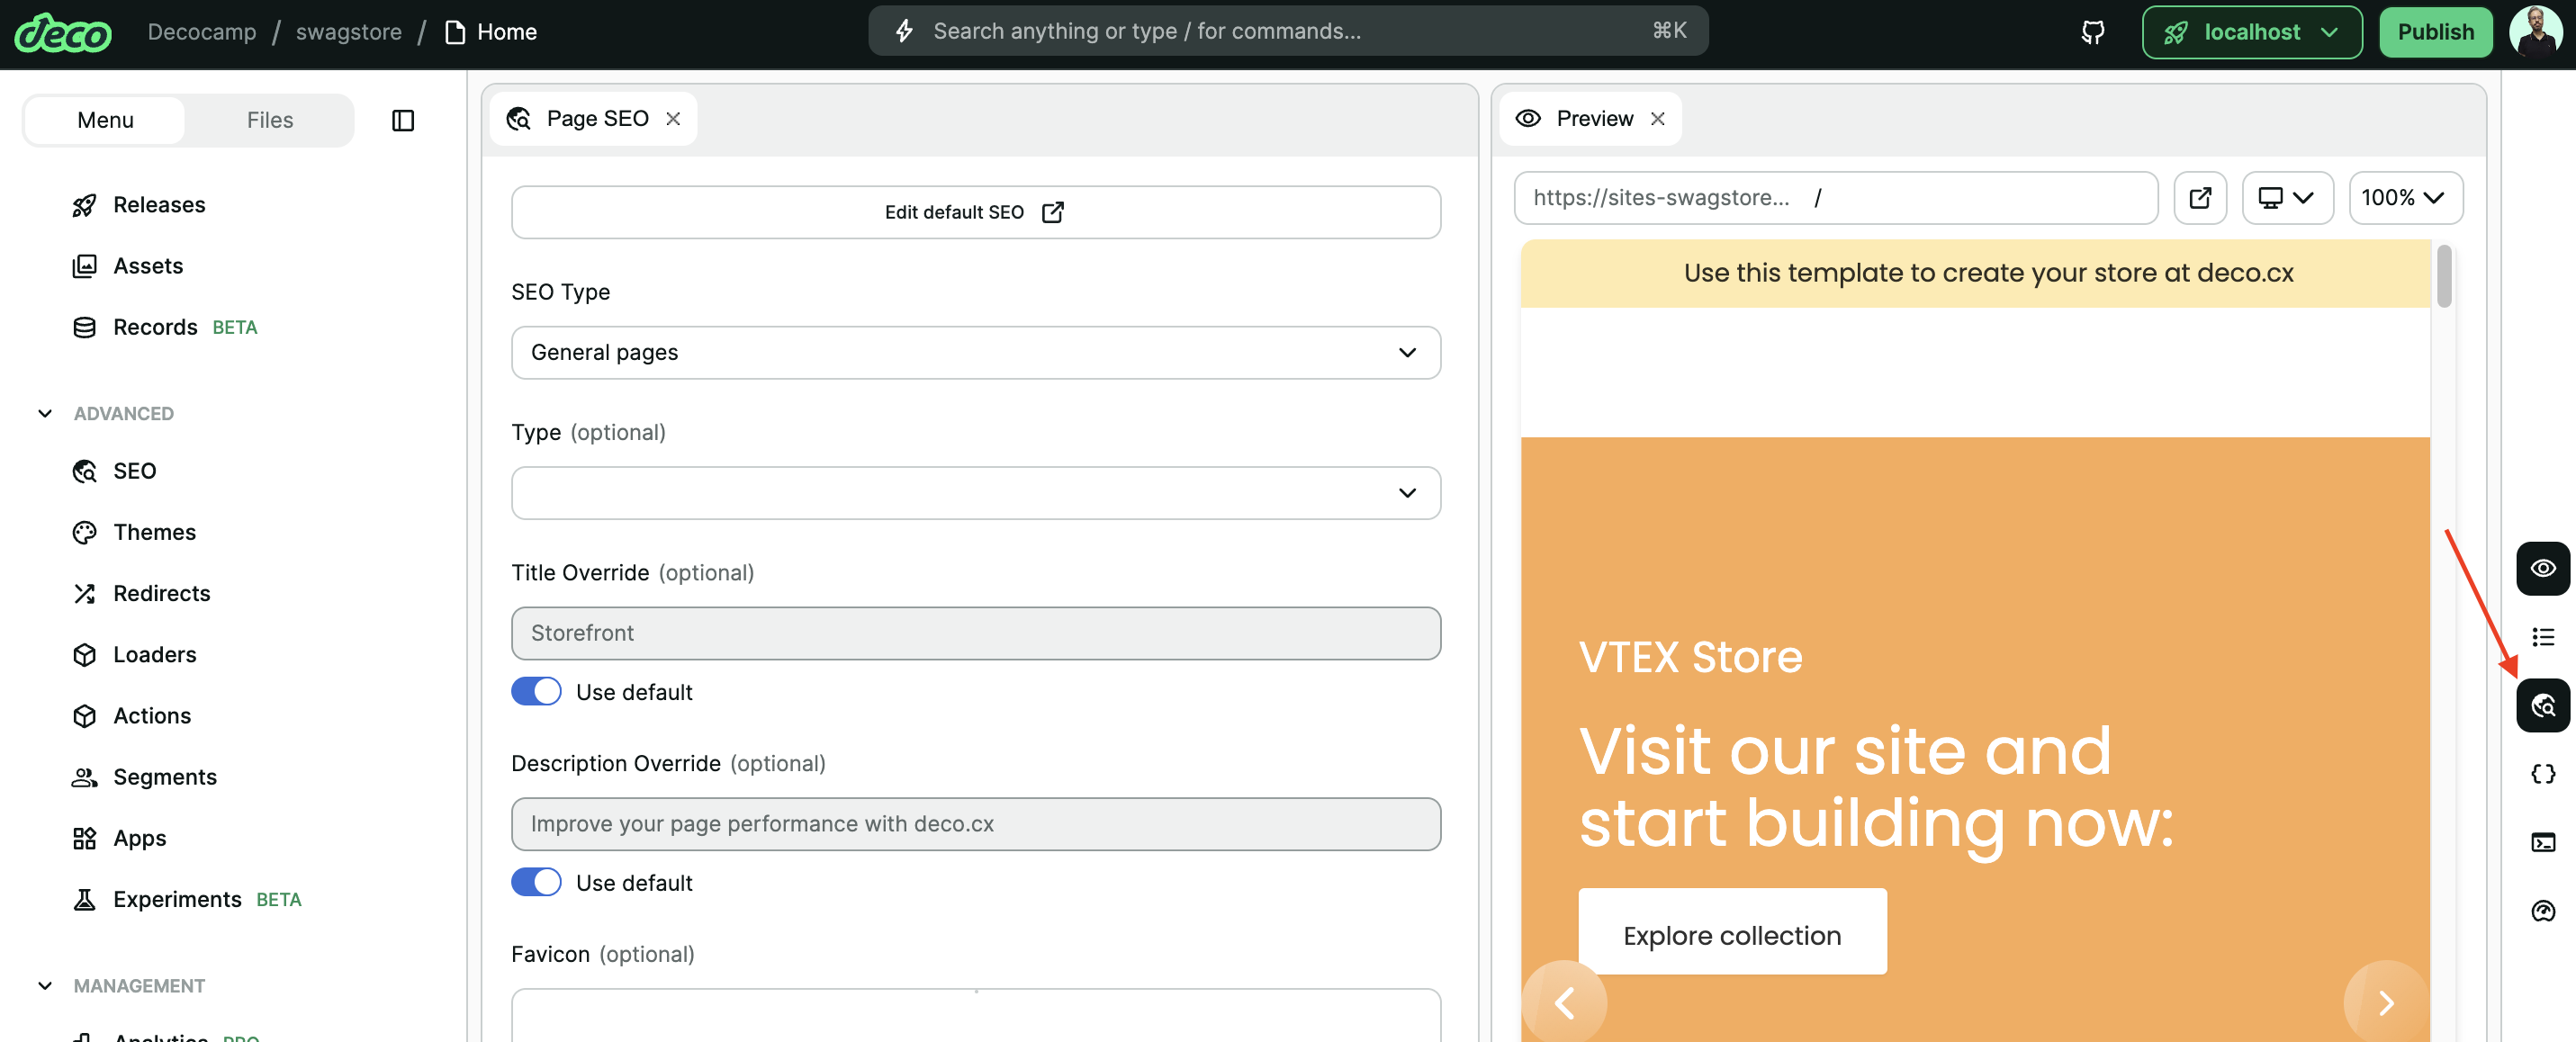 deco
Decocamp / swagstore / Home
Search anything or type / for commands...
⌘K
localhost
Publish
Menu
Files
Releases
Assets
Records BETA
ADVANCED
SEO
Themes
Redirects
Loaders
Actions
Segments
Apps
Experiments BETA
MANAGEMENT
Analytics PRO
Page SEO
Edit default SEO
SEO Type
General pages
Type (optional)
Title Override (optional)
Storefront
Use default
Description Override (optional)
Improve your page performance with deco.cx
Use default
Favicon (optional)
Preview
https://sites-swagstore... /
100%
Use this template to create your store at deco.cx
VTEX Store
Visit our site and
start building now:
Explore collection